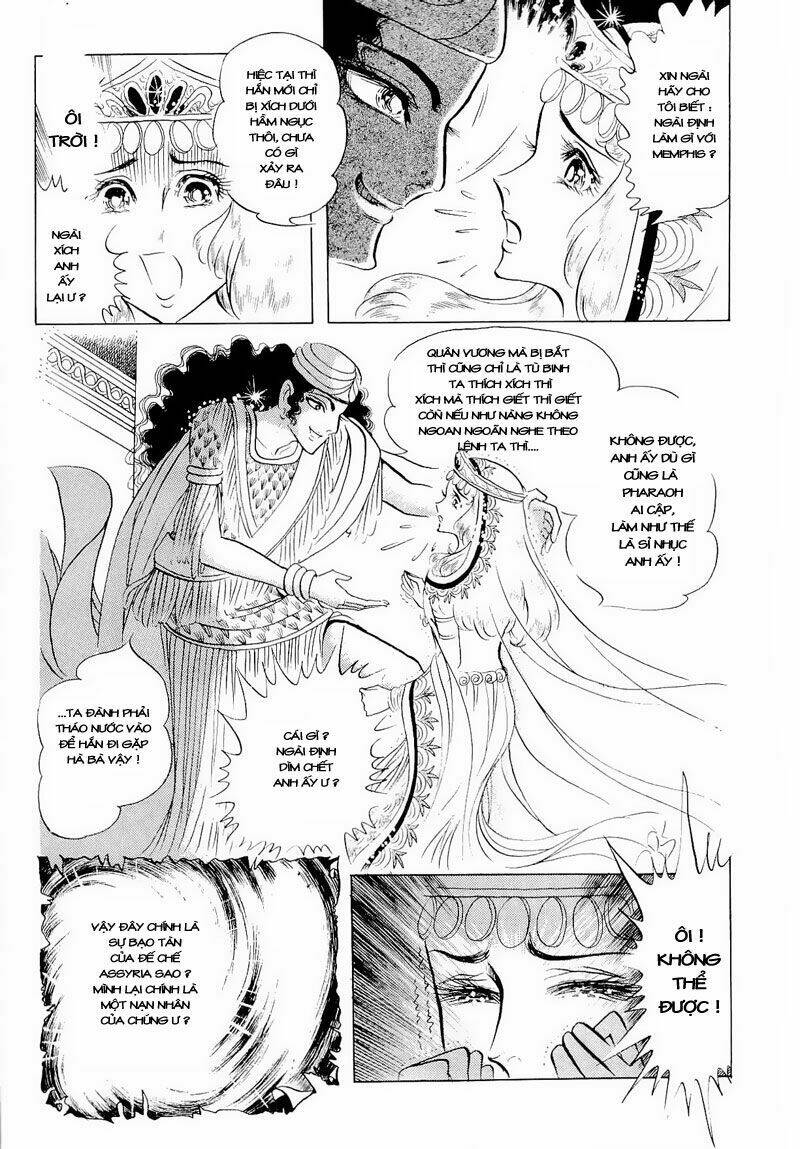 XIN NGÀI
HÃY CHO
TÔI BIẾT :
NGÀI ĐỊNH
LÀM GÌ VỚI
MEMPHIS ?
HIỆC TẠI THÌ
HẮN MỚI CHỈ
BỊ XÍCH DƯỚI
HẦM NGỤC
THÔI, CHƯA
CÓ GÌ
XẢY RA
ĐÂU !
ÔI
TRỜI !
NGÀI
XÍCH
ANH
ẤY
LẠI Ư ?
QUÂN VƯƠNG MÀ BỊ BẮT
THÌ CŨNG CHỈ LÀ TÙ BINH
TA THÍCH XÍCH THÌ
XÍCH MÀ THÍCH GIẾT THÌ GIẾT
CÒN NẾU NHƯ NÀNG KHÔNG
NGOAN NGOÃN NGHE THEO
LỆNH TA THÌ....
KHÔNG ĐƯỢC,
ANH ẤY DÙ GÌ
CŨNG LÀ
PHARAOH
AI CẬP,
LÀM NHƯ THẾ
LÀ SỈ NHỤC
ANH ẤY !
...TA ĐÀNH PHẢI
THÁO NƯỚC VÀO
ĐỂ HẮN ĐI GẶP
HÀ BÁ VẬY !
CÁI GÌ ?
NGÀI ĐỊNH
DÌM CHẾT
ANH ẤY Ư ?
ÔI !
KHÔNG
THỂ
ĐƯỢC !
VẬY ĐÂY CHÍNH LÀ
SỰ BẠO TÀN
CỦA ĐẾ CHẾ
ASSYRIA SAO ?
MÌNH LẠI CHÍNH LÀ
MỘT NẠN NHÂN
CỦA CHÚNG Ư ?